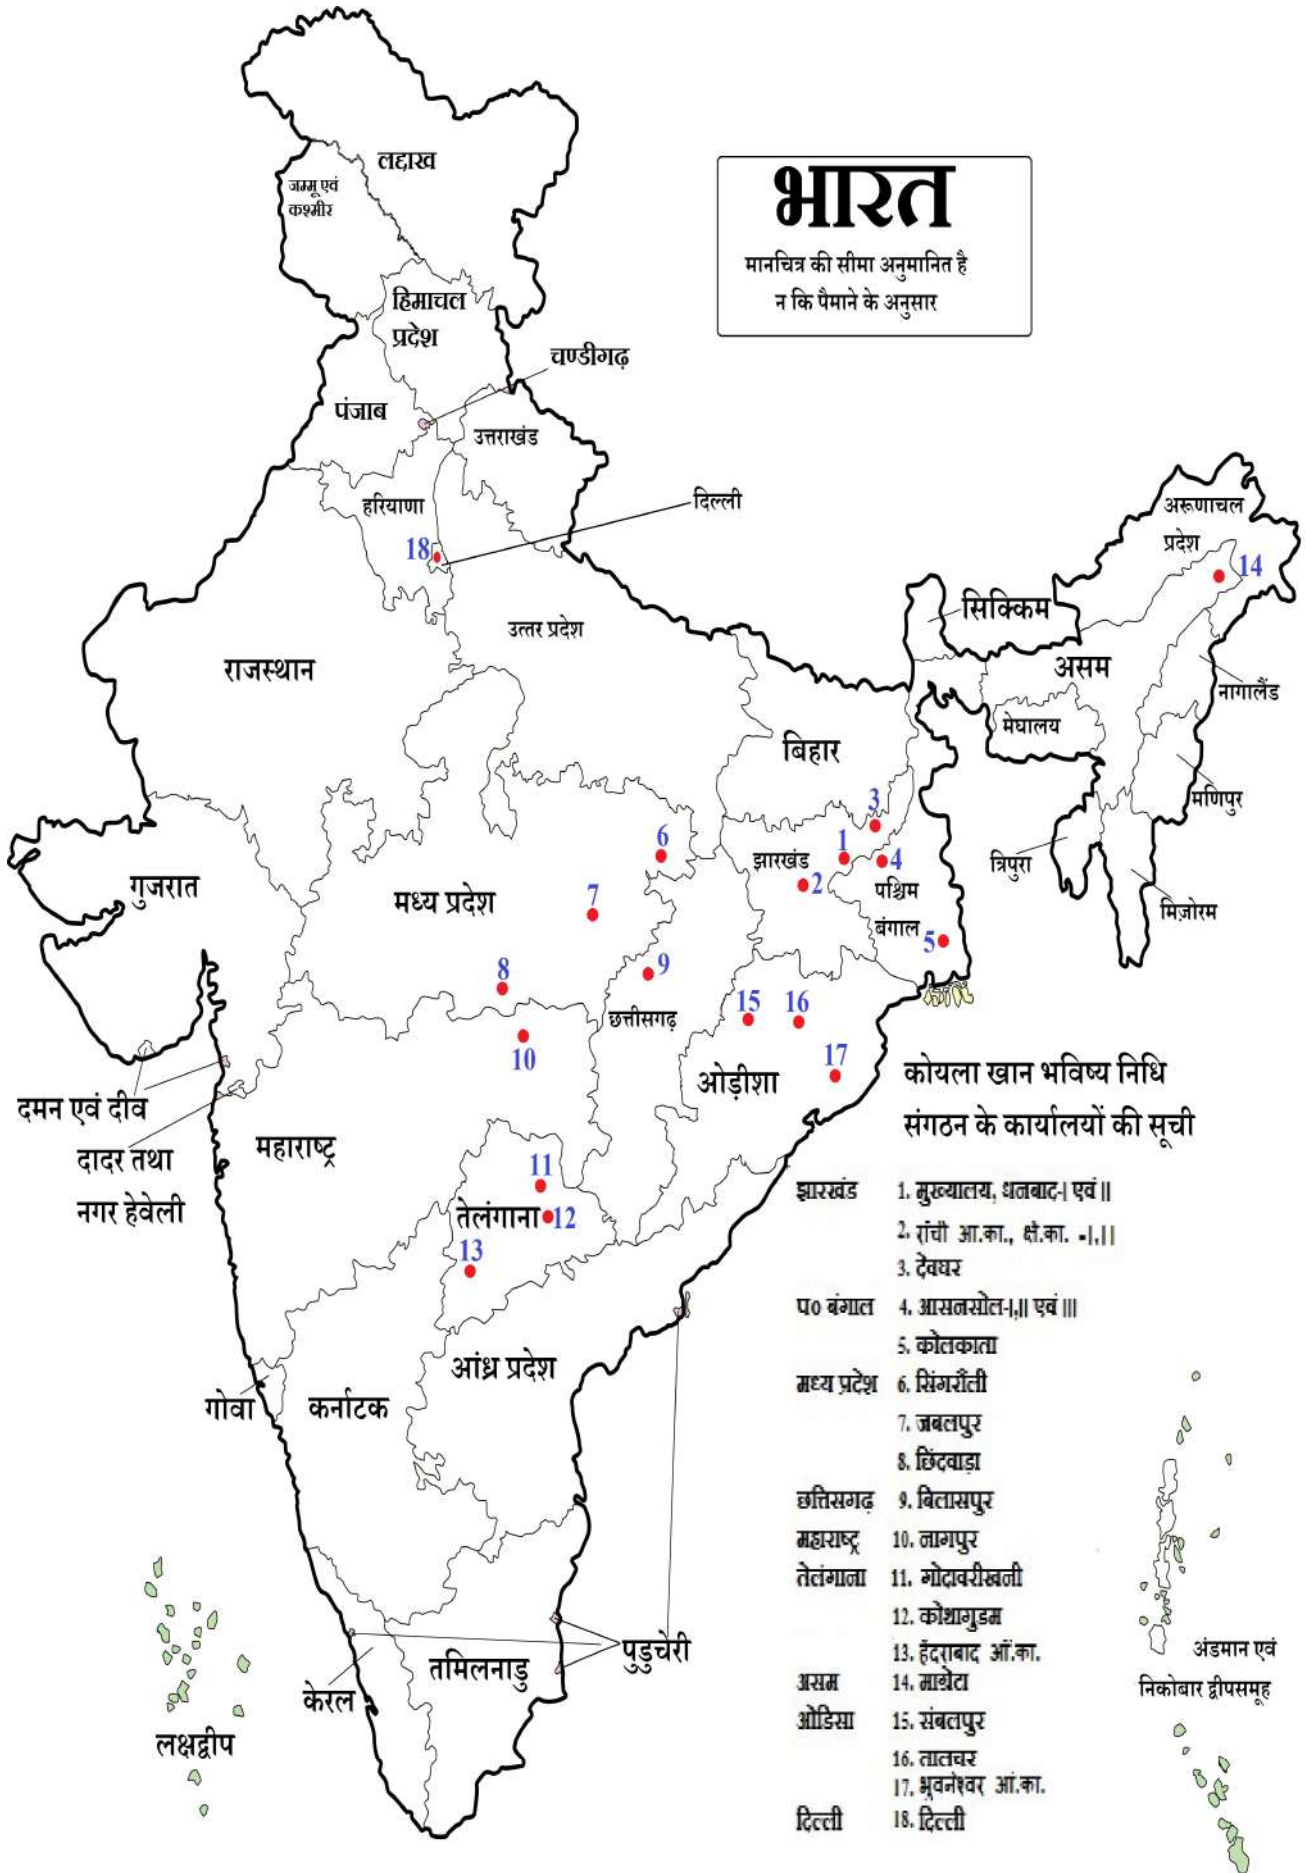 भारत
मानचित्र की सीमा अनुमानित है
न कि पैमाने के अनुसार
लद्दाख
जम्मू एवं
कश्मीर
हिमाचल
प्रदेश
चण्डीगढ़
पंजाब
उत्तराखंड
हरियाणा
दिल्ली
18
अरूणाचल
प्रदेश
14
सिक्किम
उत्तर प्रदेश
राजस्थान
असम
नागालैंड
मेघालय
बिहार
मणिपुर
3
6
1
झारखंड
4
त्रिपुरा
गुजरात
मध्य प्रदेश
2
पश्चिम
7
मिज़ोरम
बंगाल
5
8
9
छत्तीसगढ़
15
16
10
17
ओड़ीशा
दमन एवं दीव
दादर तथा
नगर हेवेली
महाराष्ट्र
11
तेलंगाना
12
13
आंध्र प्रदेश
गोवा
कर्नाटक
पुडुचेरी
तमिलनाडु
केरल
लक्षद्वीप
अंडमान एवं
निकोबार द्वीपसमूह
कोयला खान भविष्य निधि
संगठन के कार्यालयों की सूची
झारखंड 1. मुख्यालय, धनबाद-I एवं II
2. राँची आ.का., क्षे.का. -I,II
3. देवघर
प० बंगाल 4. आसनसोल-I,II एवं III
5. कोलकाता
मध्य प्रदेश 6. सिंगरौली
7. जबलपुर
8. छिंदवाड़ा
छत्तिसगढ़ 9. बिलासपुर
महाराष्ट्र 10. नागपुर
तेलंगाना 11. गोदावरीखनी
12. कोथागुडम
13. हैदराबाद आं.का.
असम 14. मार्ग्रेटा
ओडिसा 15. संबलपुर
16. तालचर
17. भुवनेश्वर आं.का.
दिल्ली 18. दिल्ली